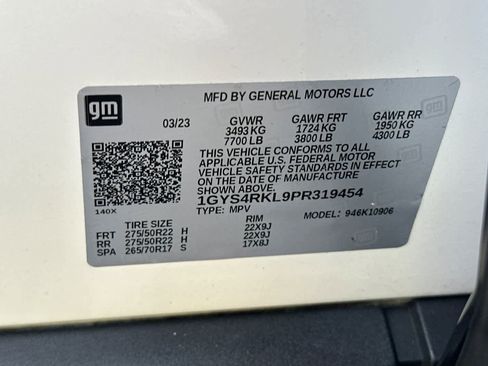 gm
MFD BY GENERAL MOTORS LLC
03/23 GVWR GAWR FRT GAWR RR
3493 KG 1724 KG 1950 KG
7700 LB 3800 LB 4300 LB
THIS VEHICLE CONFORMS TO ALL
APPLICABLE U.S. FEDERAL MOTOR
VEHICLE SAFETY STANDARDS IN
EFFECT ON THE DATE OF MANUFACTURE
SHOWN ABOVE.
1GYS4RKL9PR319454
140X TYPE: MPV MODEL: 946K10906
TIRE SIZE RIM
FRT 275/50R22 H 22X9J
RR 275/50R22 H 22X9J
SPA 265/70R17 S 17X8J